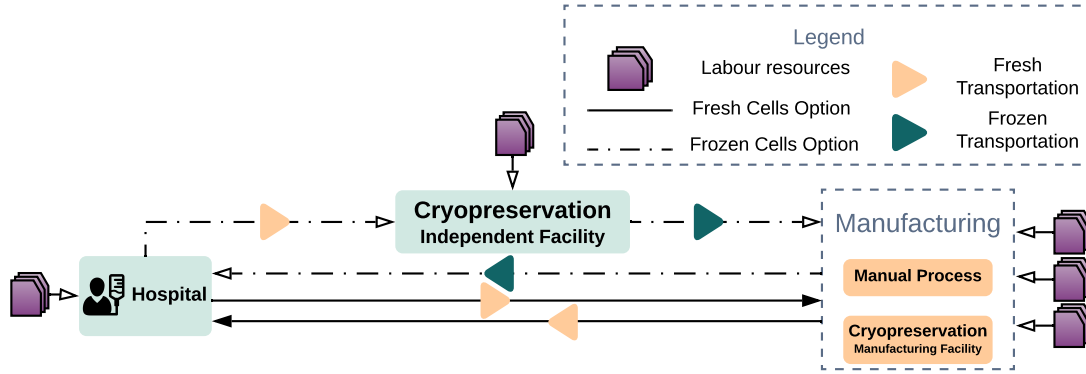 Legend
Labour resources
Fresh
Transportation
Fresh Cells Option
Frozen
Transportation
Frozen Cells Option
Cryopreservation
Independent Facility
Manufacturing
Manual Process
Hospital
Cryopreservation
Manufacturing Facility